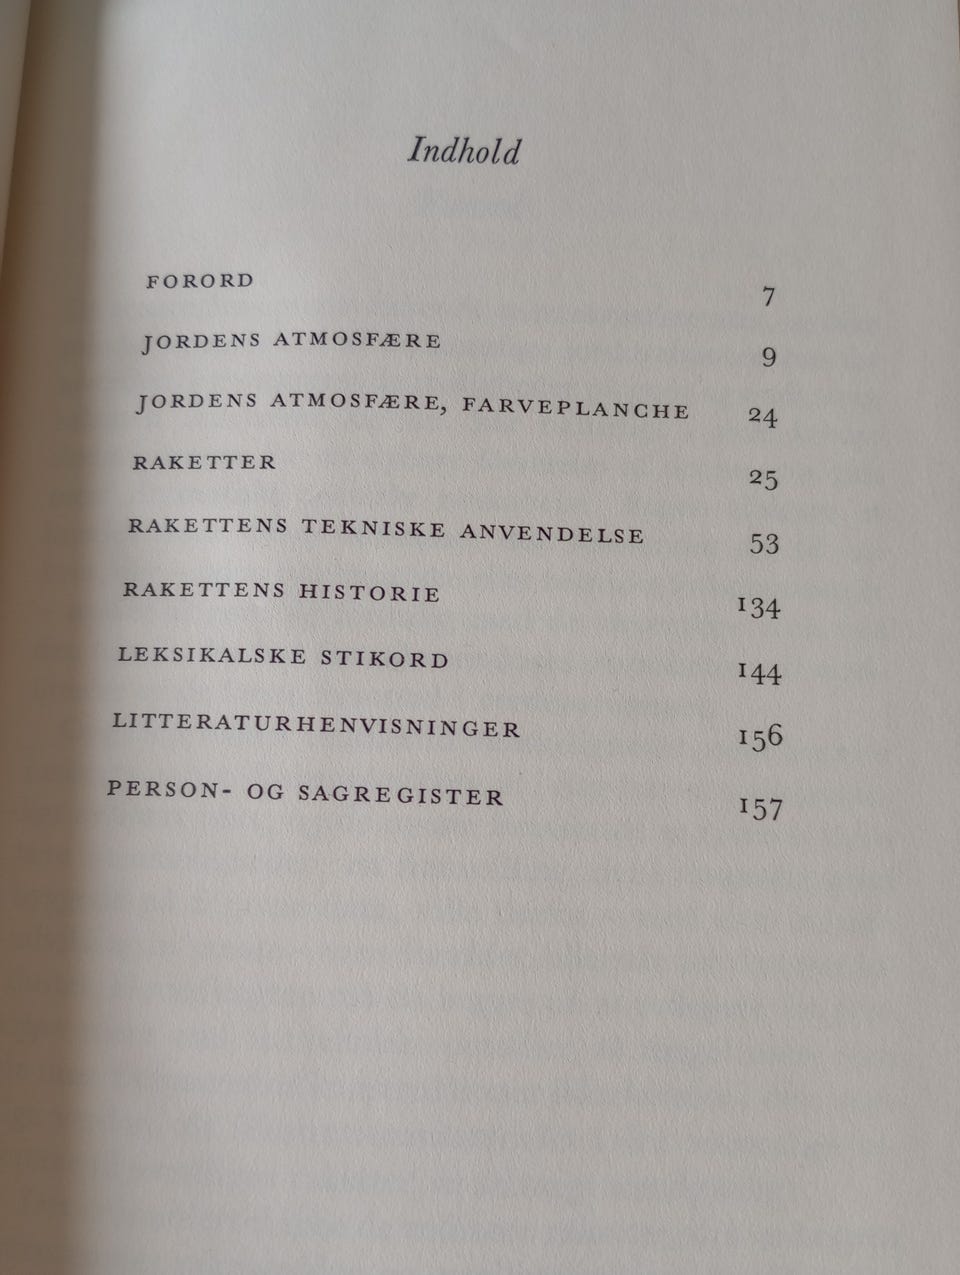 Indhold
FORORD 7
JORDENS ATMOSFÆRE 9
JORDENS ATMOSFÆRE, FARVEPLANCHE 24
RAKETTER 25
RAKETTENS TEKNISKE ANVENDELSE 53
RAKETTENS HISTORIE 134
LEKSIKALSKE STIKORD 144
LITTERATURHENVISNINGER 156
PERSON- OG SAGREGISTER 157